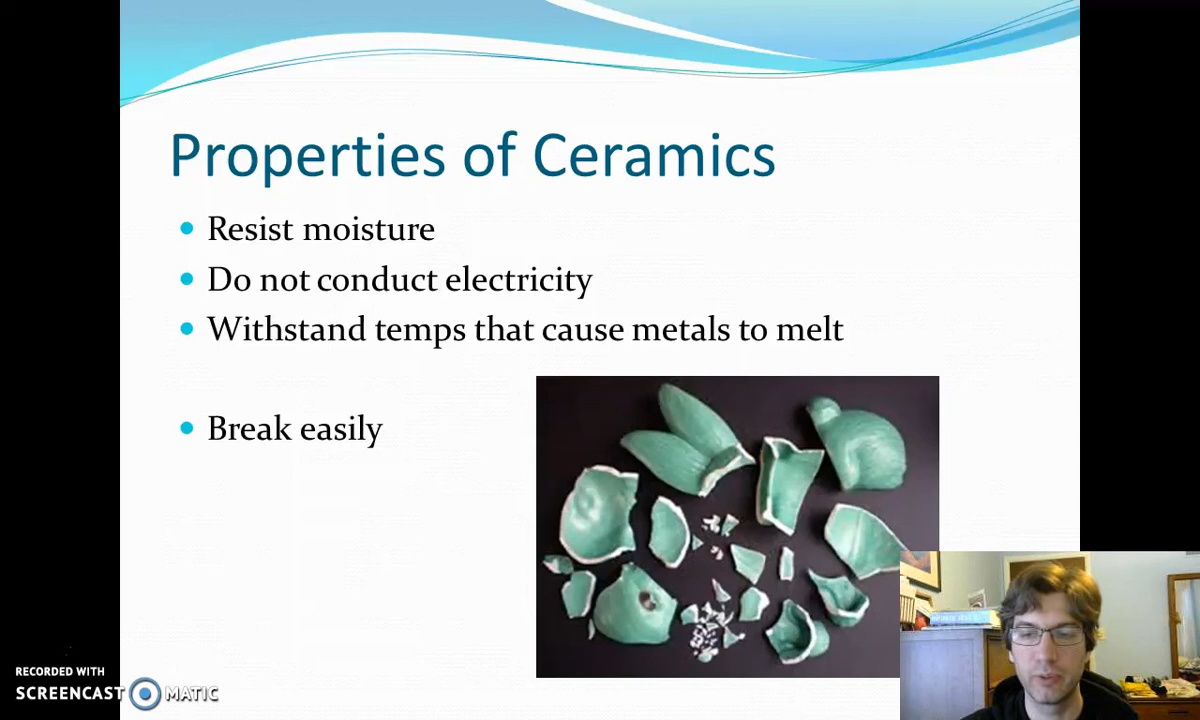 Properties of Ceramics
Resist moisture
Do not conduct electricity
Withstand temps that cause metals to melt
Break easily
RECORDED WITH
SCREENCAST MATIC